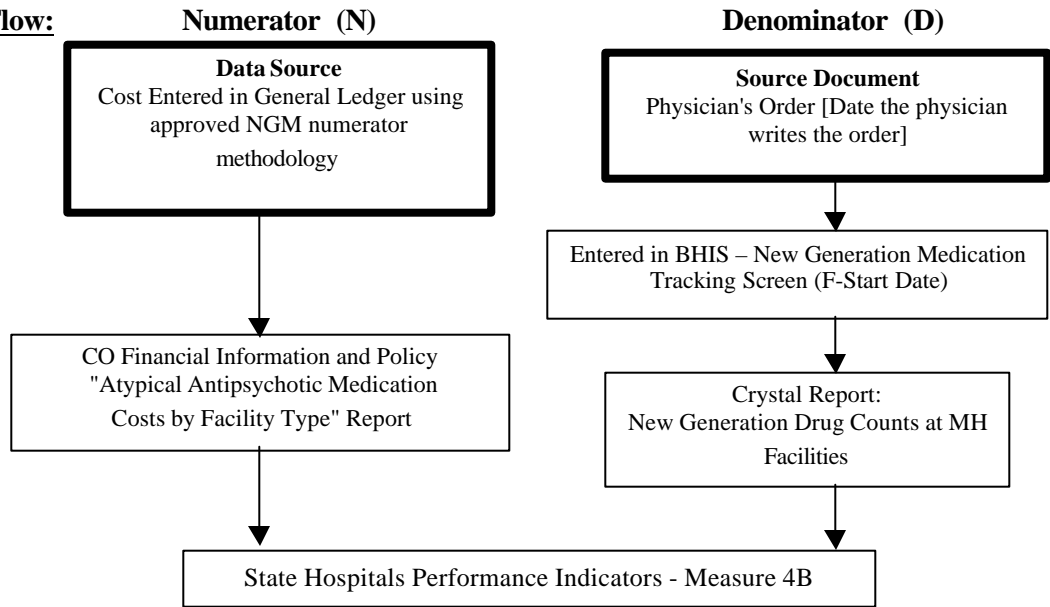 Flow:
Numerator (N)
Denominator (D)
Data Source
Cost Entered in General Ledger using
approved NGM numerator
methodology
Source Document
Physician's Order [Date the physician
writes the order]
Entered in BHIS – New Generation Medication
Tracking Screen (F-Start Date)
CO Financial Information and Policy
"Atypical Antipsychotic Medication
Costs by Facility Type" Report
Crystal Report:
New Generation Drug Counts at MH
Facilities
State Hospitals Performance Indicators - Measure 4B